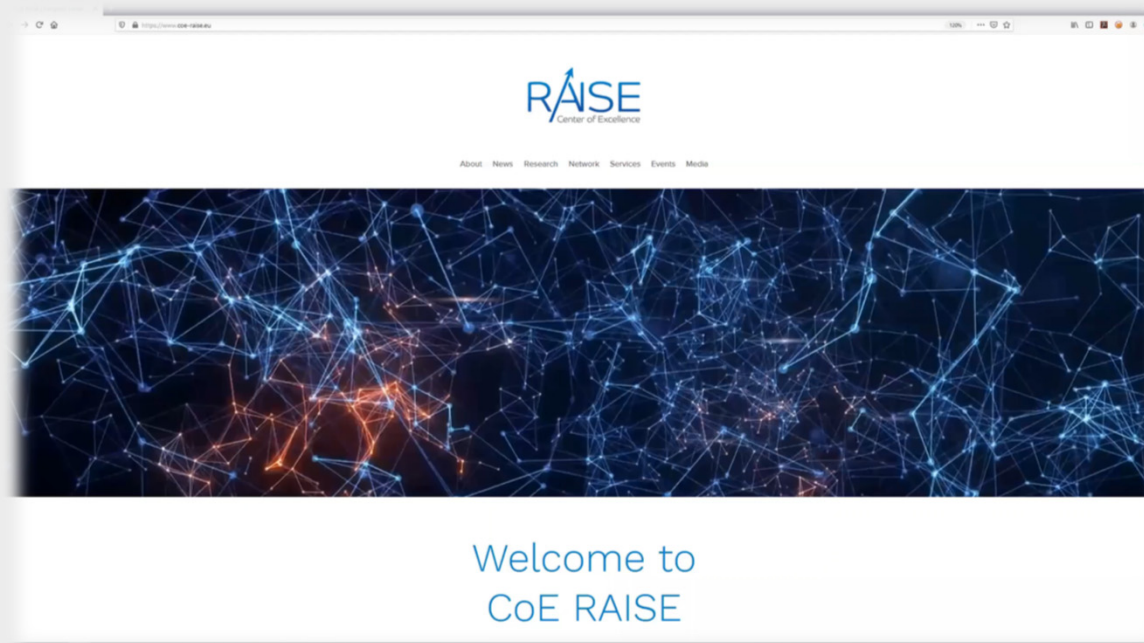 https://www.coe-raise.eu
120%
RAISE
Center of Excellence
About News Research Network Services Events Media
Welcome to
CoE RAISE